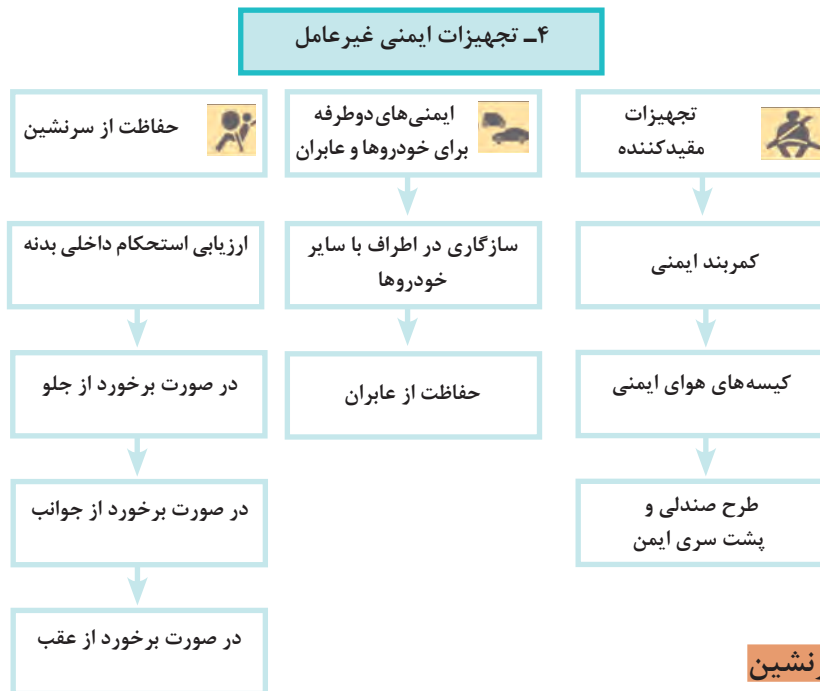 ۴ــ تجهیزات ایمنی غیرعامل
تجهیزات
مقیدکننده
کمربند ایمنی
کیسه‌های هوای ایمنی
طرح صندلی و
پشت سری ایمن
ایمنی‌های دوطرفه
برای خودروها و عابران
سازگاری در اطراف با سایر
خودروها
حفاظت از عابران
حفاظت از سرنشین
ارزیابی استحکام داخلی بدنه
در صورت برخورد از جلو
در صورت برخورد از جوانب
در صورت برخورد از عقب